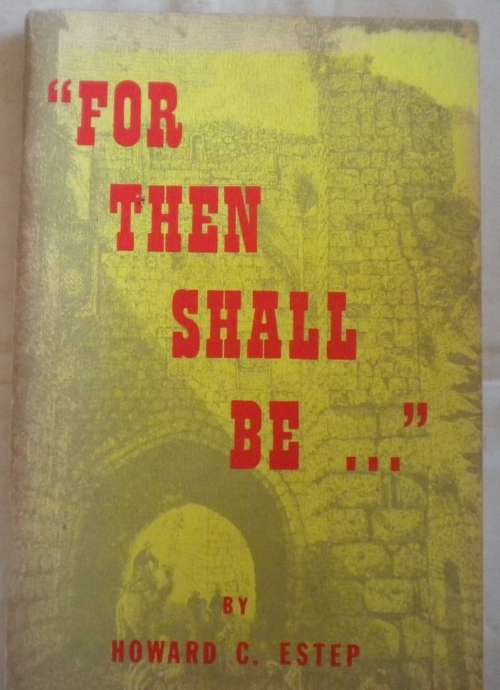 “FOR
THEN
SHALL
BE ...”
BY
HOWARD C. ESTEP